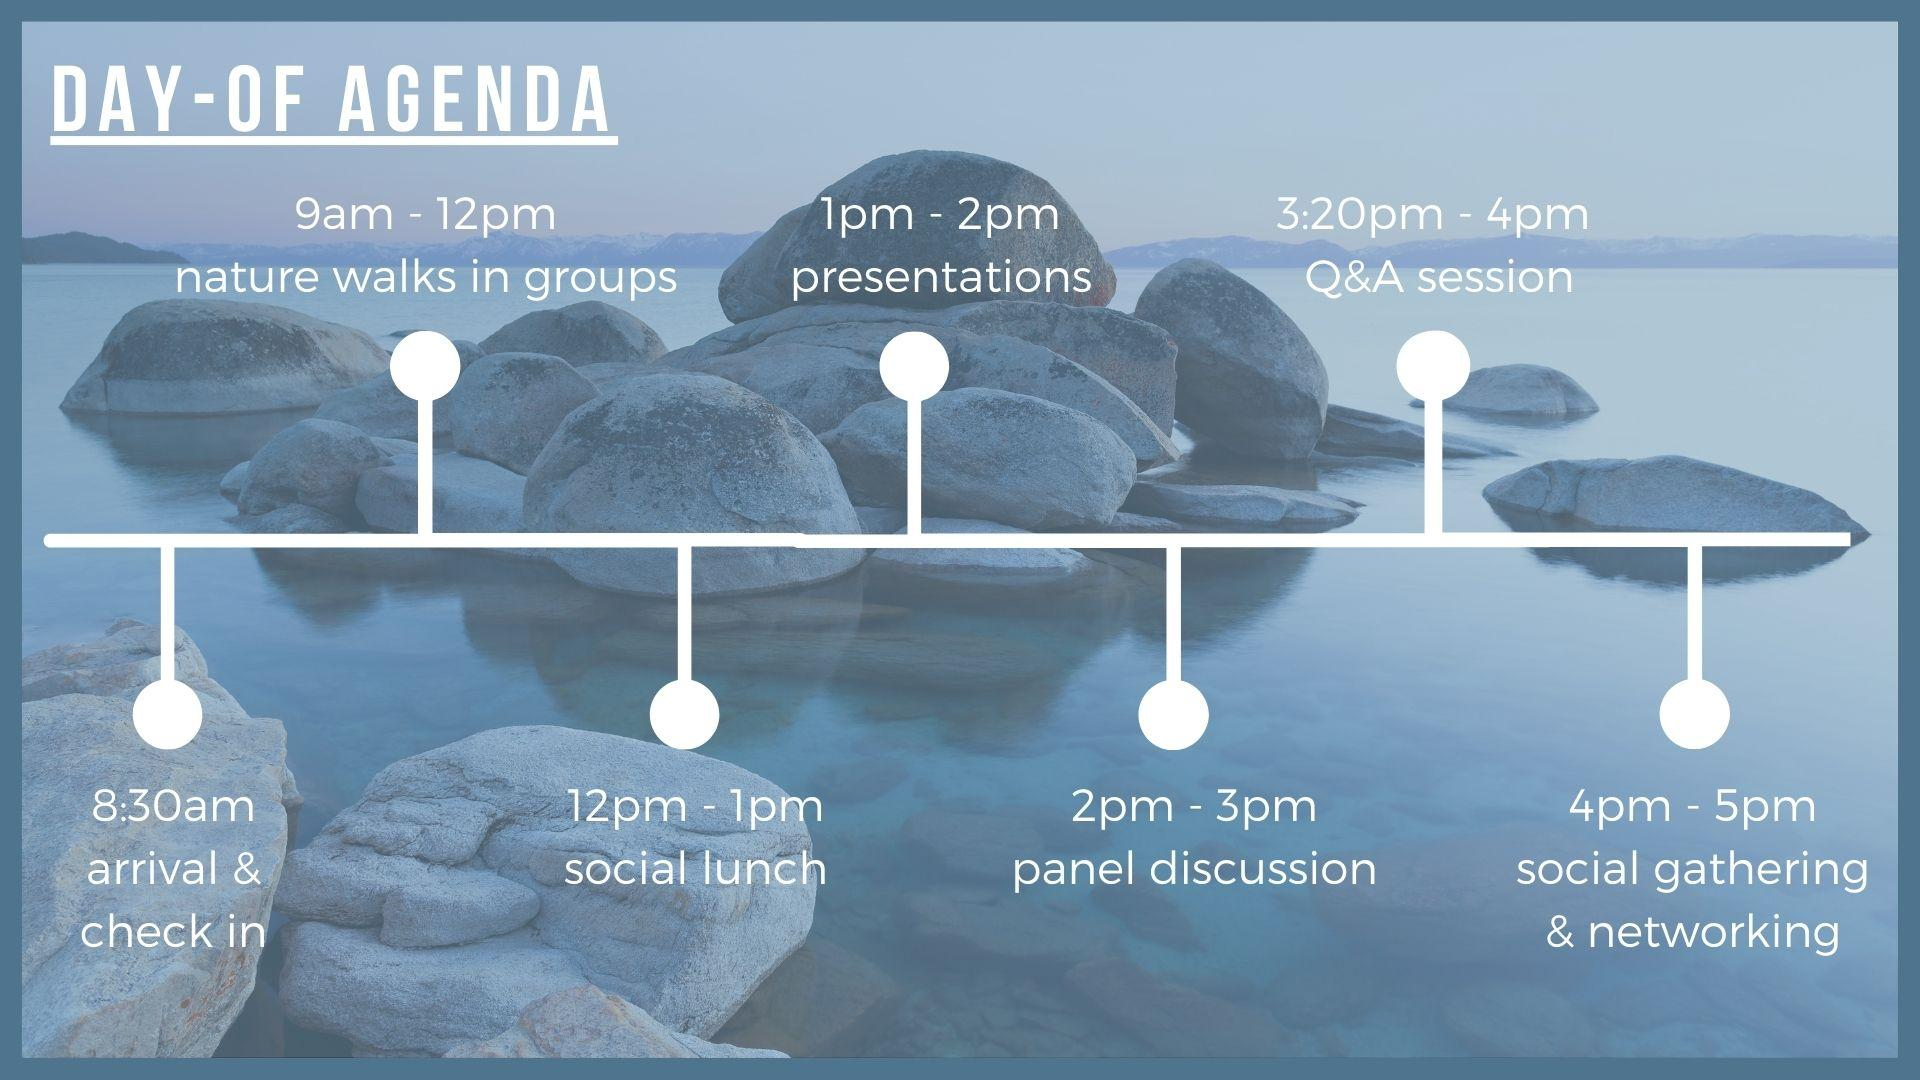 DAY-OF AGENDA
9am - 12pm
nature walks in groups
1pm - 2pm
presentations
3:20pm - 4pm
Q&A session
8:30am
arrival &
check in
12pm - 1pm
social lunch
2pm - 3pm
panel discussion
4pm - 5pm
social gathering
& networking